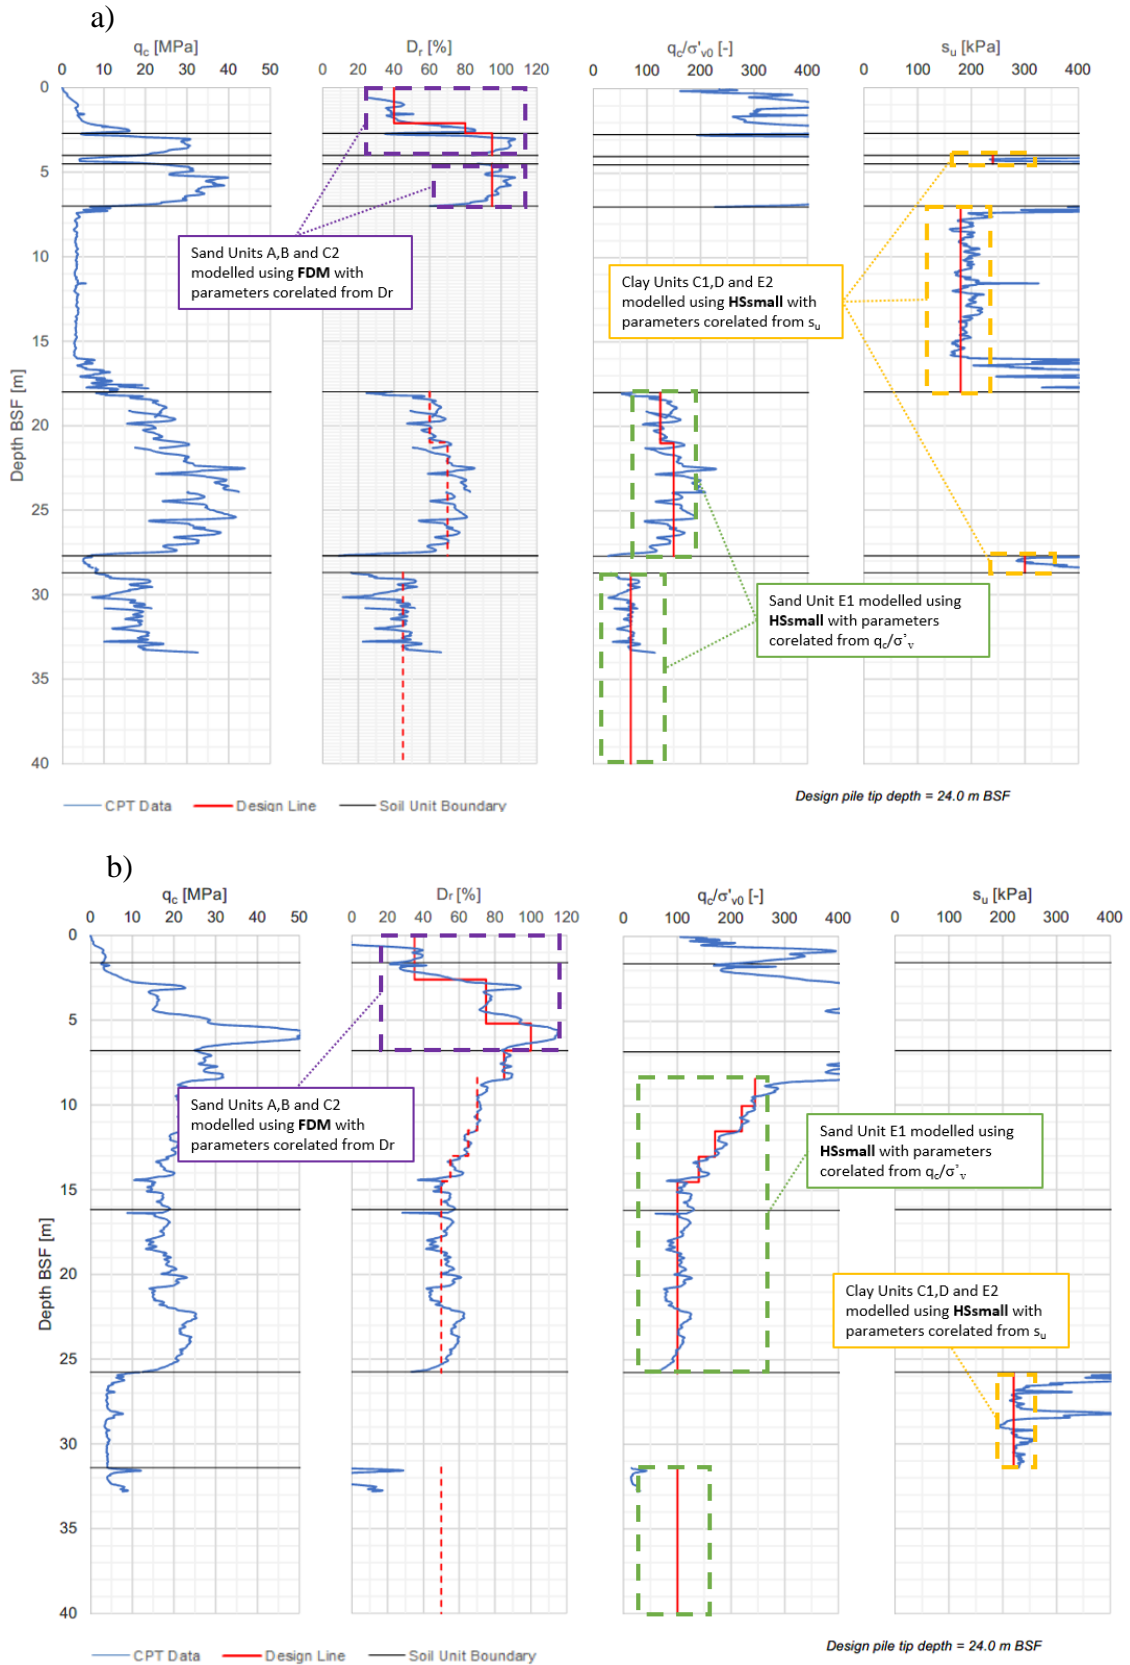 a)
q_c [MPa]
D_r [%]
q_c/σ'_v0 [-]
s_u [kPa]
0 10 20 30 40 50
0 20 40 60 80 100 120
0 100 200 300 400
0 100 200 300 400
0
5
10
15
20
25
30
35
40
Depth BSF [m]
Sand Units A,B and C2
modelled using FDM with
parameters corelated from Dr
Clay Units C1,D and E2
modelled using HSsmall with
parameters corelated from s_u
Sand Unit E1 modelled using
HSsmall with parameters
corelated from q_c/σ'_v
CPT Data
Design Line
Soil Unit Boundary
Design pile tip depth = 24.0 m BSF
b)
q_c [MPa]
Dr [%]
q_c/σ'_v0 [-]
s_u [kPa]
0 10 20 30 40 50
0 20 40 60 80 100 120
0 100 200 300 400
0 100 200 300 400
0
5
10
15
20
25
30
35
40
Depth BSF [m]
Sand Units A,B and C2
modelled using FDM with
parameters corelated from Dr
Sand Unit E1 modelled using
HSsmall with parameters
corelated from q_c/σ'_v
Clay Units C1,D and E2
modelled using HSsmall with
parameters corelated from s_u
CPT Data
Design Line
Soil Unit Boundary
Design pile tip depth = 24.0 m BSF